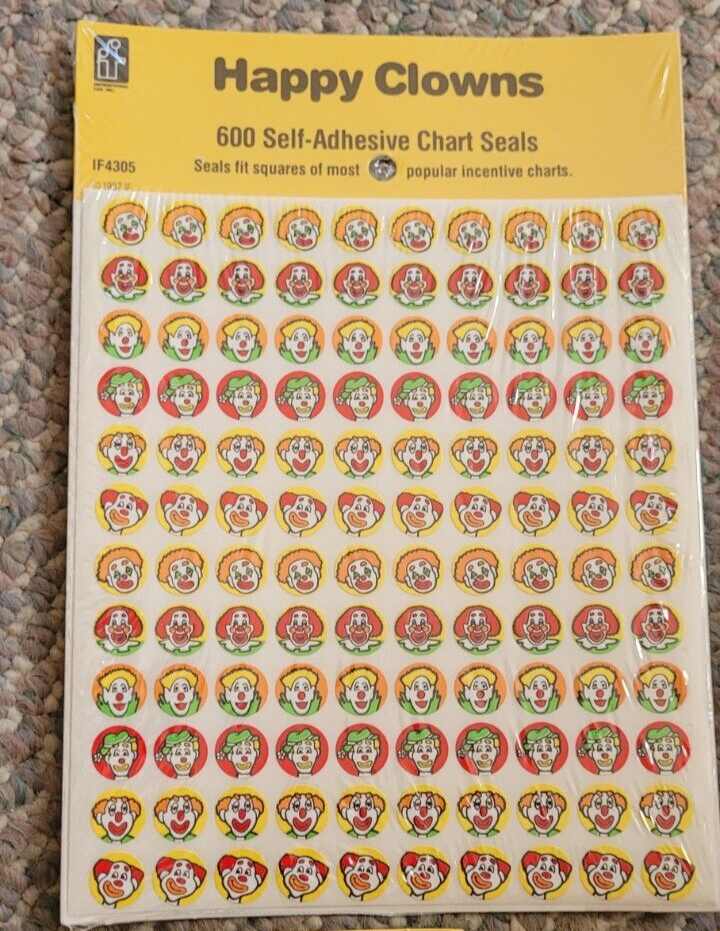 Happy Clowns
600 Self-Adhesive Chart Seals
IF4305
Seals fit squares of most popular incentive charts.